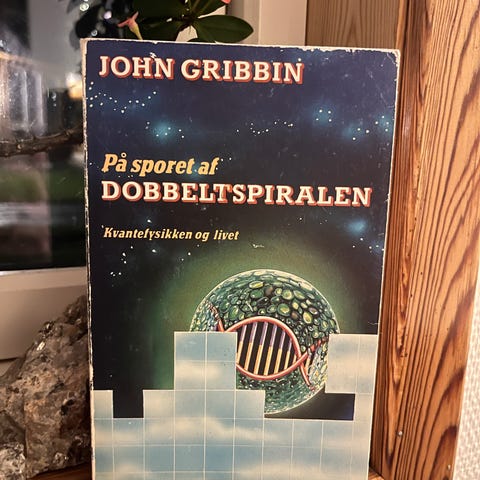 JOHN GRIBBIN
På sporet af
DOBBELTSPIRALEN
Kvantefysikken og livet